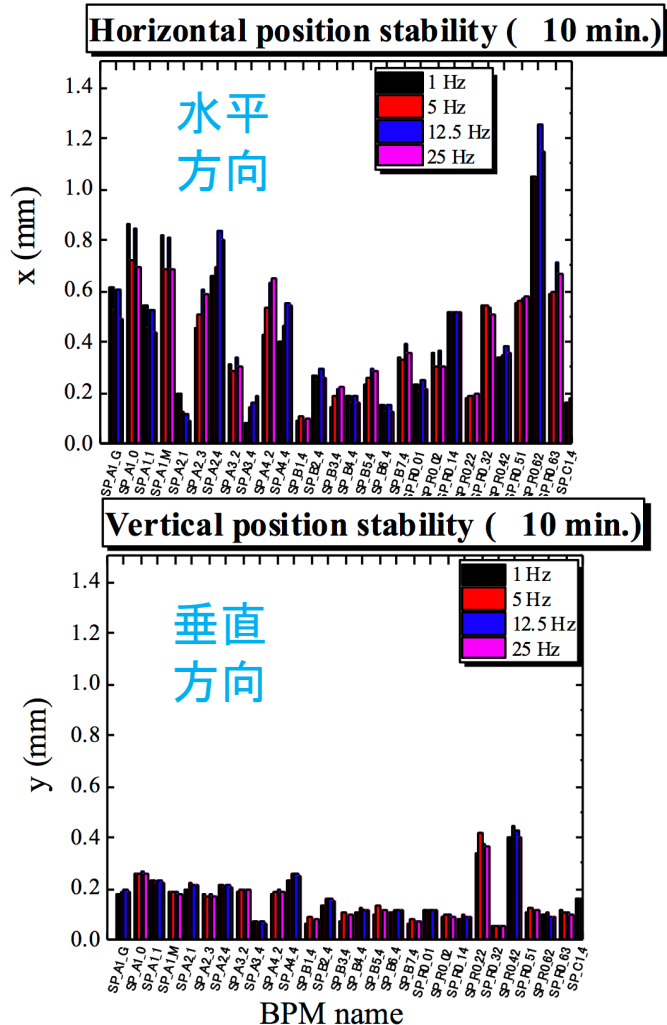 Horizontal position stability ( 10 min.)
1 Hz
5 Hz
12.5 Hz
25 Hz
水平
方向
x (mm)
1.4
1.2
1.0
0.8
0.6
0.4
0.2
0.0
SP_A1_G
SP_A1_0
SP_A1_1
SP_A1_M
SP_A2_1
SP_A2_3
SP_A2_4
SP_A3_2
SP_A3_4
SP_A4_2
SP_A4_4
SP_B1_4
SP_B2_4
SP_B3_4
SP_B4_4
SP_B5_4
SP_B6_4
SP_B7_4
SP_R0_01
SP_R0_02
SP_R0_14
SP_R0_22
SP_R0_32
SP_R0_42
SP_R0_51
SP_R0_62
SP_R0_63
SP_C1_4
Vertical position stability ( 10 min.)
1 Hz
5 Hz
12.5 Hz
25 Hz
垂直
方向
y (mm)
1.4
1.2
1.0
0.8
0.6
0.4
0.2
0.0
SP_A1_G
SP_A1_0
SP_A1_1
SP_A1_M
SP_A2_1
SP_A2_3
SP_A2_4
SP_A3_2
SP_A3_4
SP_A4_2
SP_A4_4
SP_B1_4
SP_B2_4
SP_B3_4
SP_B4_4
SP_B5_4
SP_B6_4
SP_B7_4
SP_R0_01
SP_R0_02
SP_R0_14
SP_R0_22
SP_R0_32
SP_R0_42
SP_R0_51
SP_R0_62
SP_R0_63
SP_C1_4
BPM name